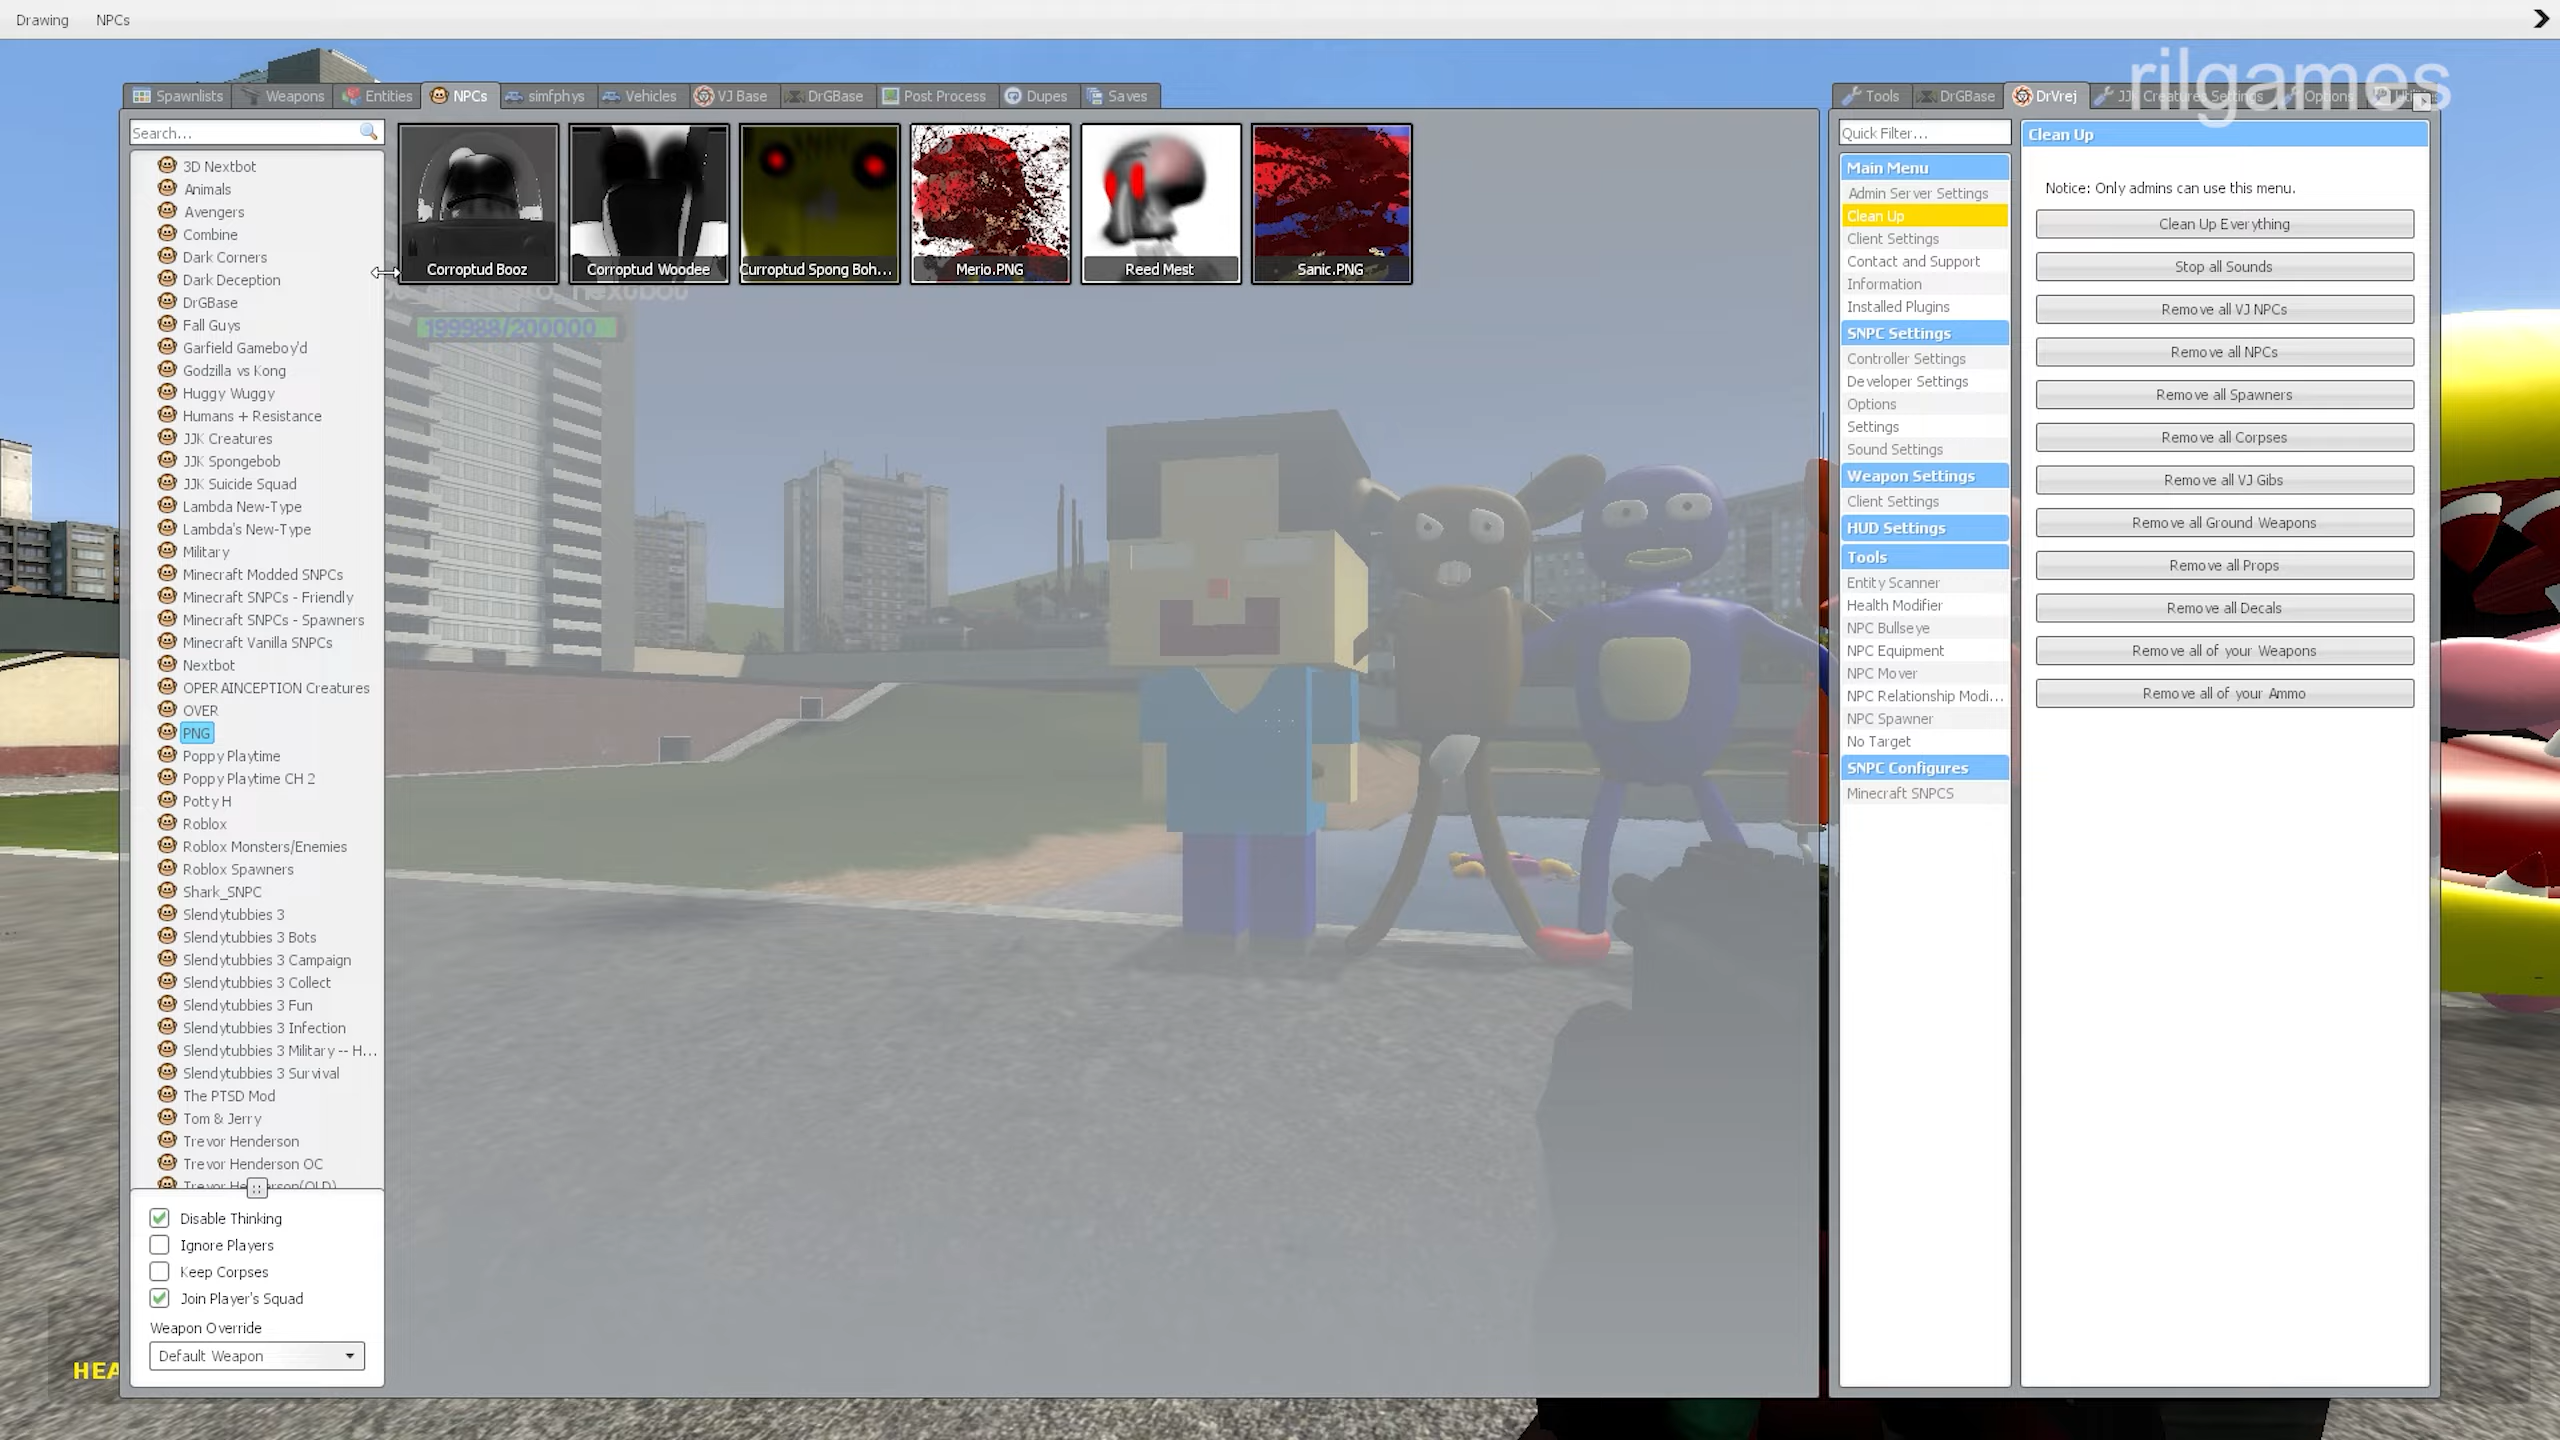 Drawing NPCs
rilgames
Spawnlists Weapons Entities NPCs simfphys Vehicles VJ Base DrGBase Post Process Dupes Saves
Tools DrGBase DrVrej JJK Creatures Settings Options
Search...
3D Nextbot
Animals
Avengers
Combine
Dark Corners
Dark Deception
DrGBase
Fall Guys
Garfield Gameboy'd
Godzilla vs Kong
Huggy Wuggy
Humans + Resistance
JJK Creatures
JJK Spongebob
JJK Suicide Squad
Lambda New-Type
Lambda's New-Type
Military
Minecraft Modded SNPCs
Minecraft SNPCs - Friendly
Minecraft SNPCs - Spawners
Minecraft Vanilla SNPCs
Nextbot
OPERAINCEPTION Creatures
OVER
PNG
Poppy Playtime
Poppy Playtime CH 2
Potty H
Roblox
Roblox Monsters/Enemies
Roblox Spawners
Shark_SNPC
Slendytubbies 3
Slendytubbies 3 Bots
Slendytubbies 3 Campaign
Slendytubbies 3 Collect
Slendytubbies 3 Fun
Slendytubbies 3 Infection
Slendytubbies 3 Military -- H...
Slendytubbies 3 Survival
The PTSD Mod
Tom & Jerry
Trevor Henderson
Trevor Henderson OC
Disable Thinking
Ignore Players
Keep Corpses
Join Player's Squad
Weapon Override
Default Weapon
HEA
Corroptud Booz
Corroptud Woodee
Curroptud Spong Boh...
Merio.PNG
Reed Mest
Sanic.PNG
nextbot
199988/200000
Quick Filter...
Main Menu
Admin Server Settings
Clean Up
Client Settings
Contact and Support
Information
Installed Plugins
SNPC Settings
Controller Settings
Developer Settings
Options
Settings
Sound Settings
Weapon Settings
Client Settings
HUD Settings
Tools
Entity Scanner
Health Modifier
NPC Bullseye
NPC Equipment
NPC Mover
NPC Relationship Modi...
NPC Spawner
No Target
SNPC Configures
Minecraft SNPCS
Clean Up
Notice: Only admins can use this menu.
Clean Up Everything
Stop all Sounds
Remove all VJ NPCs
Remove all NPCs
Remove all Spawners
Remove all Corpses
Remove all VJ Gibs
Remove all Ground Weapons
Remove all Props
Remove all Decals
Remove all of your Weapons
Remove all of your Ammo